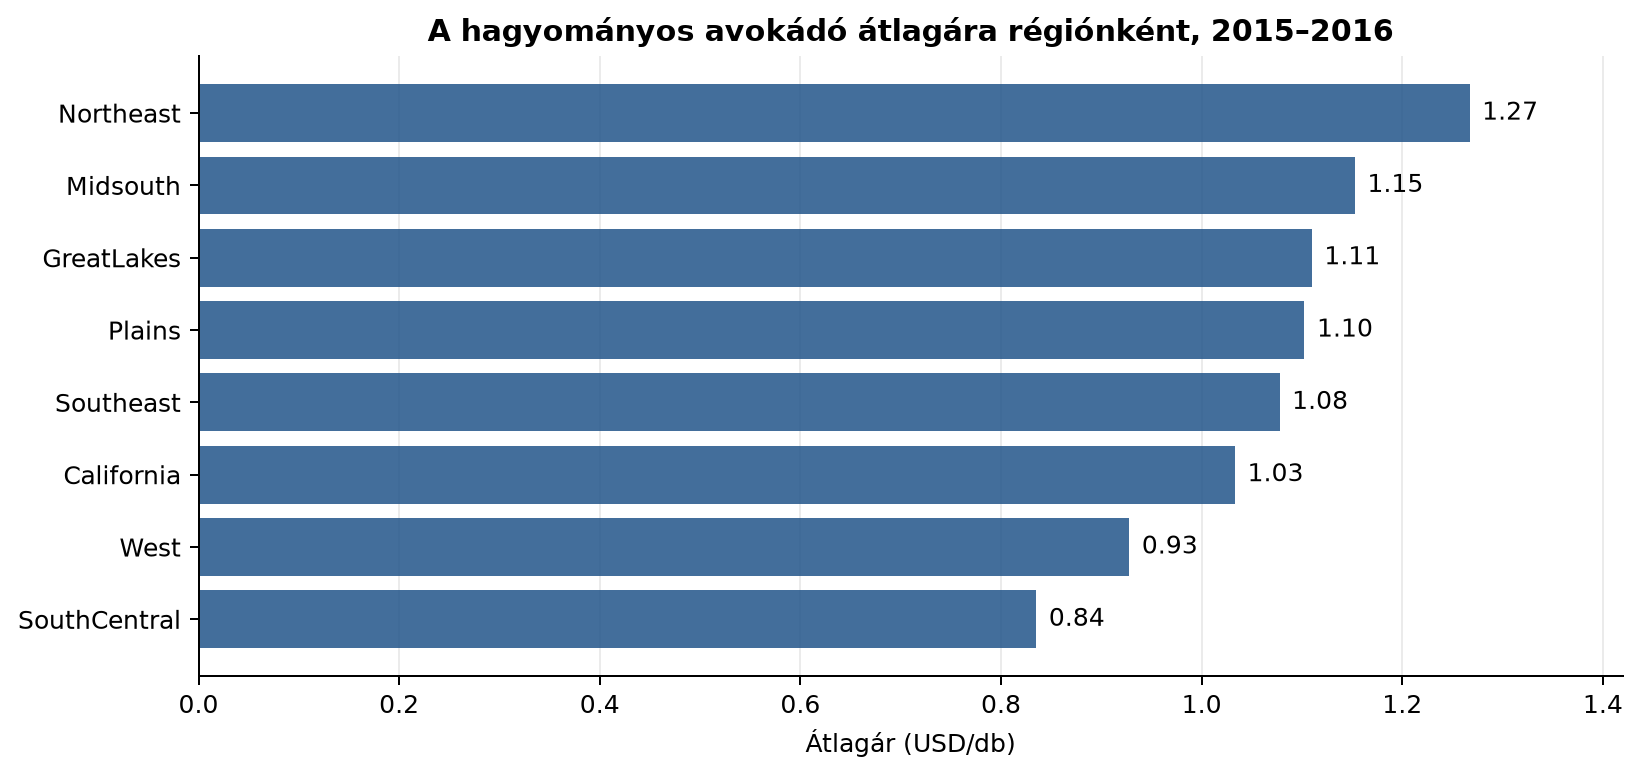 A hagyományos avokádó átlagára régiónként, 2015–2016
Northeast 1.27
Midsouth 1.15
GreatLakes 1.11
Plains 1.10
Southeast 1.08
California 1.03
West 0.93
SouthCentral 0.84
0.0 0.2 0.4 0.6 0.8 1.0 1.2 1.4
Átlagár (USD/db)